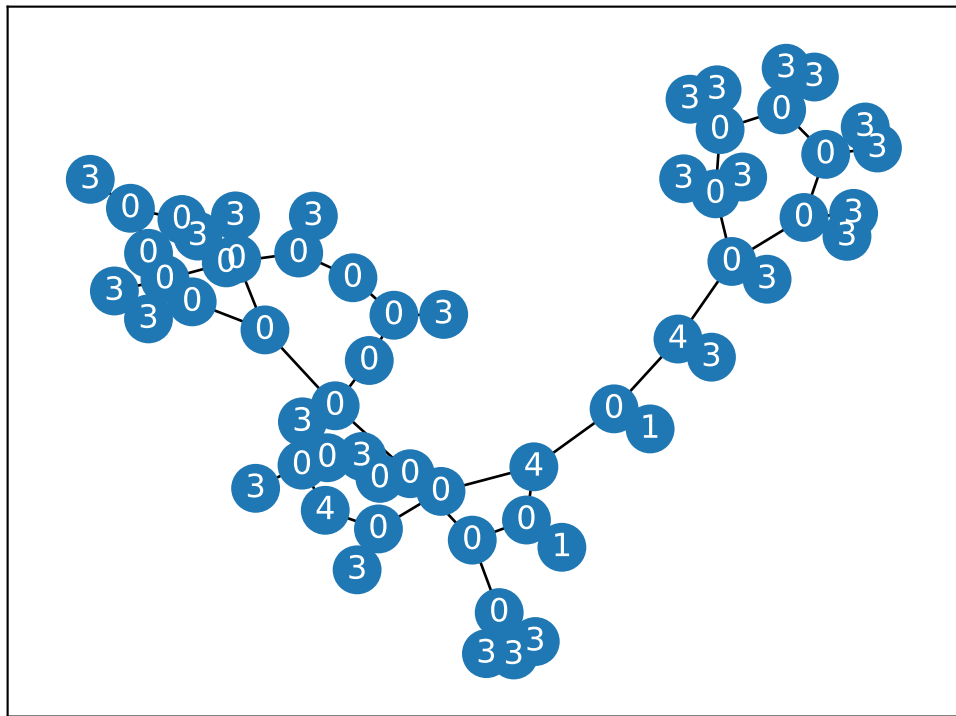 3 3
3 3 0 3
0 0 3
3 0 3 3
3 0 0 3 0 3 3
0 0 0 0 0 3
3 0 0 3
0 0 3
0 4 3
0 0 1
3 0 3 4
0 0 0 0 0
3 4 0 0 0 1
3
0 3
3 3